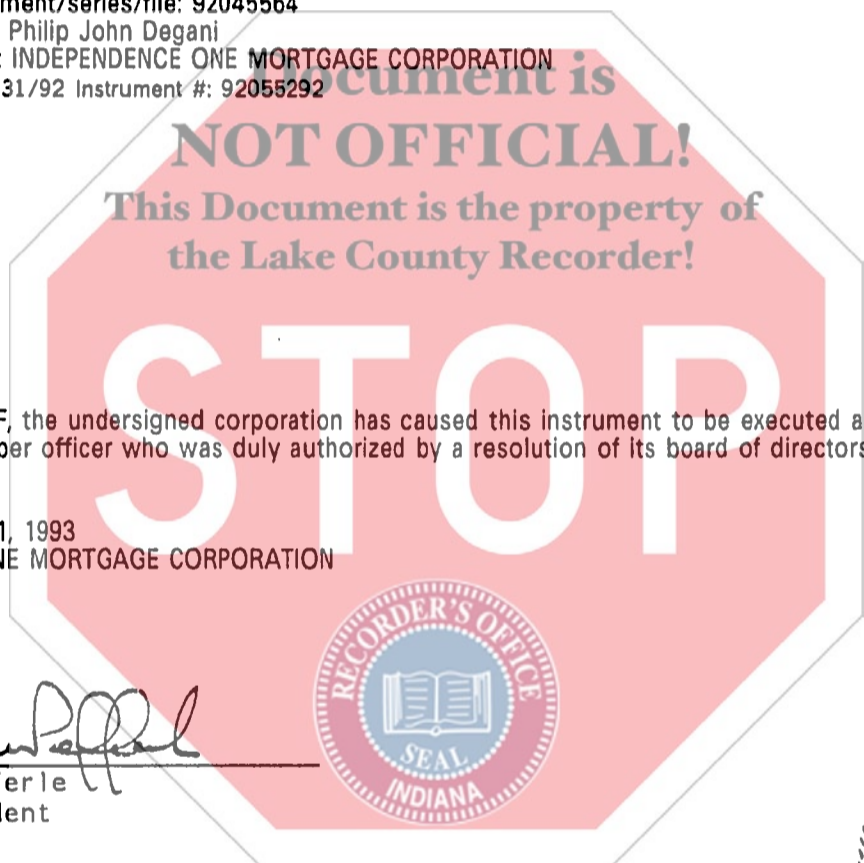 ment/series/file: 92045564
Philip John Degani
: INDEPENDENCE ONE MORTGAGE CORPORATION
31/92 Instrument #: 92055292
Document is
NOT OFFICIAL!
This Document is the property of
the Lake County Recorder!
STOP
F, the undersigned corporation has caused this instrument to be executed a
per officer who was duly authorized by a resolution of its board of directors
1, 1993
NE MORTGAGE CORPORATION
RECORDER'S OFFICE
SEAL
INDIANA
erle
dent